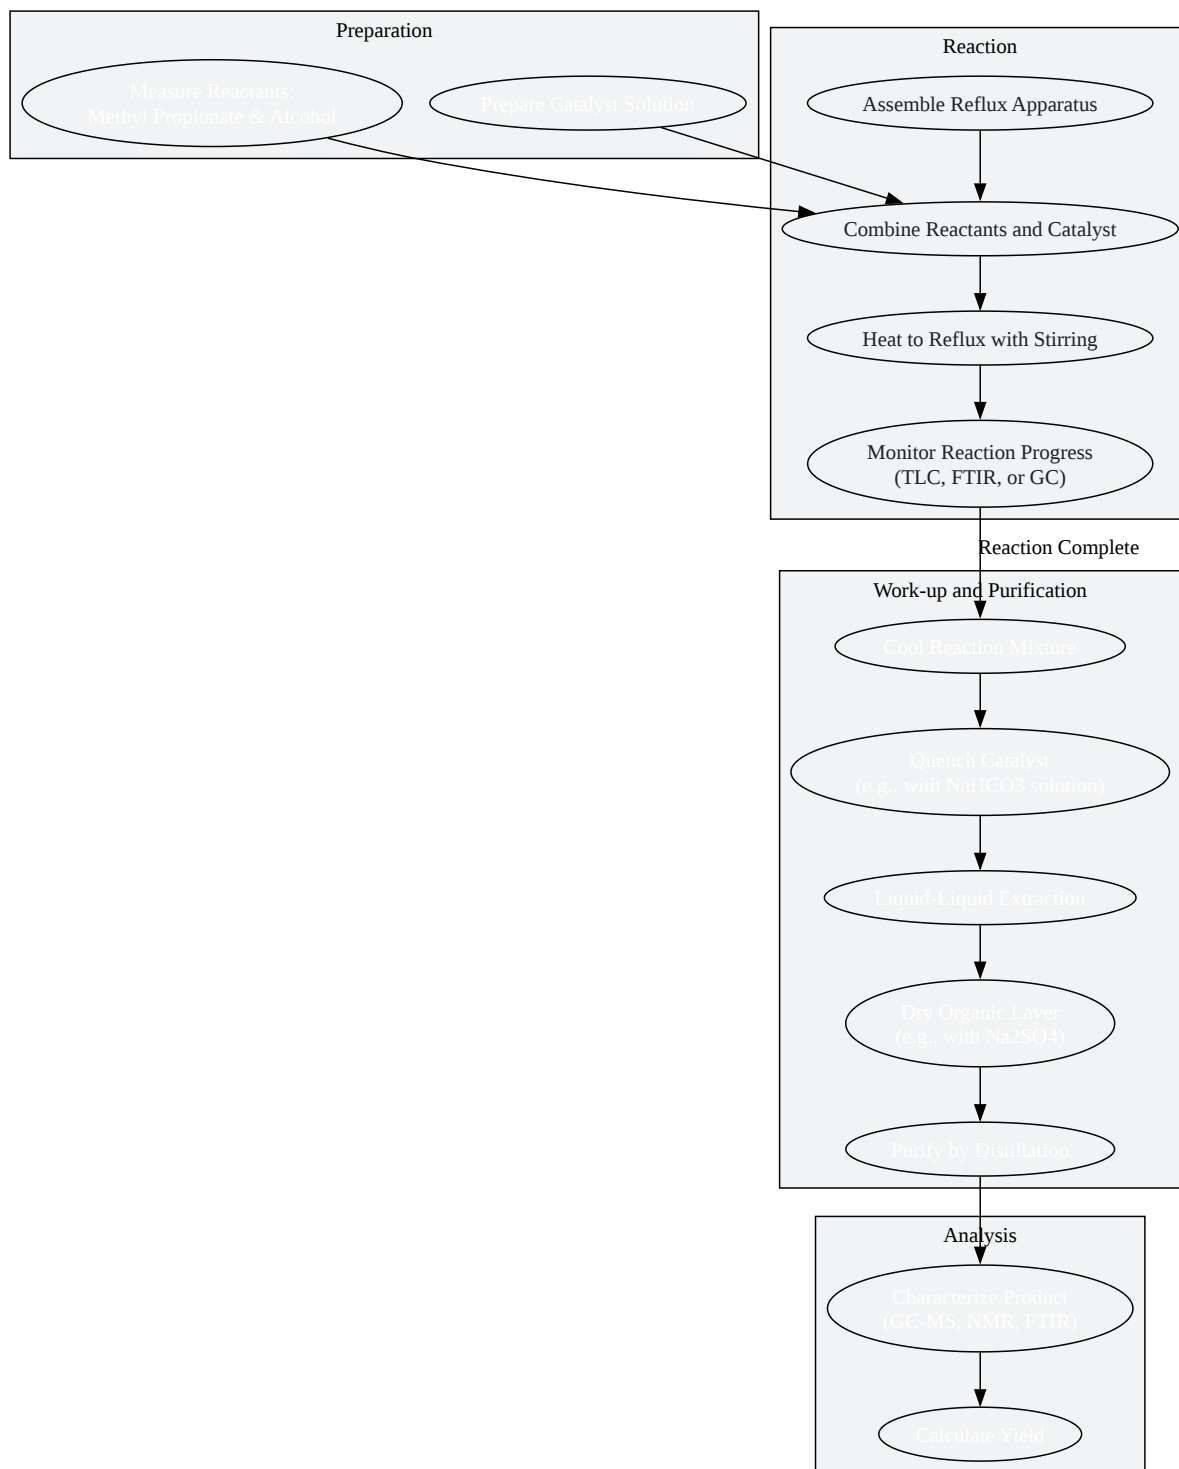 Preparation
Measure Reactants:
Methyl Propionate & Alcohol
Prepare Catalyst Solution
Reaction
Assemble Reflux Apparatus
Combine Reactants and Catalyst
Heat to Reflux with Stirring
Monitor Reaction Progress
(TLC, FTIR, or GC)
Reaction Complete
Work-up and Purification
Cool Reaction Mixture
Quench Catalyst
(e.g., with NaHCO3 solution)
Liquid-Liquid Extraction
Dry Organic Layer
(e.g., with Na2SO4)
Purify by Distillation
Analysis
Characterize Product
(GC-MS, NMR, FTIR)
Calculate Yield